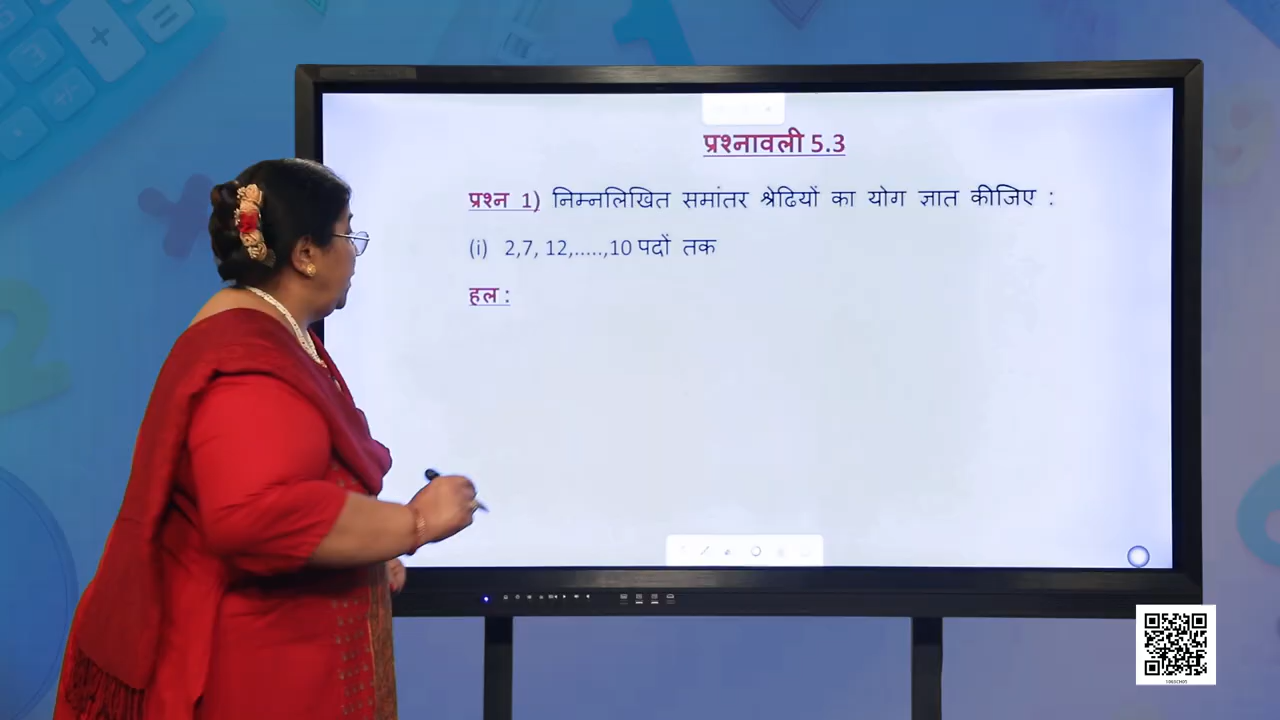 प्रश्नावली 5.3
प्रश्न 1) निम्नलिखित समांतर श्रेढियों का योग ज्ञात कीजिए :
(i) 2,7, 12,.....,10 पदों तक
हल :